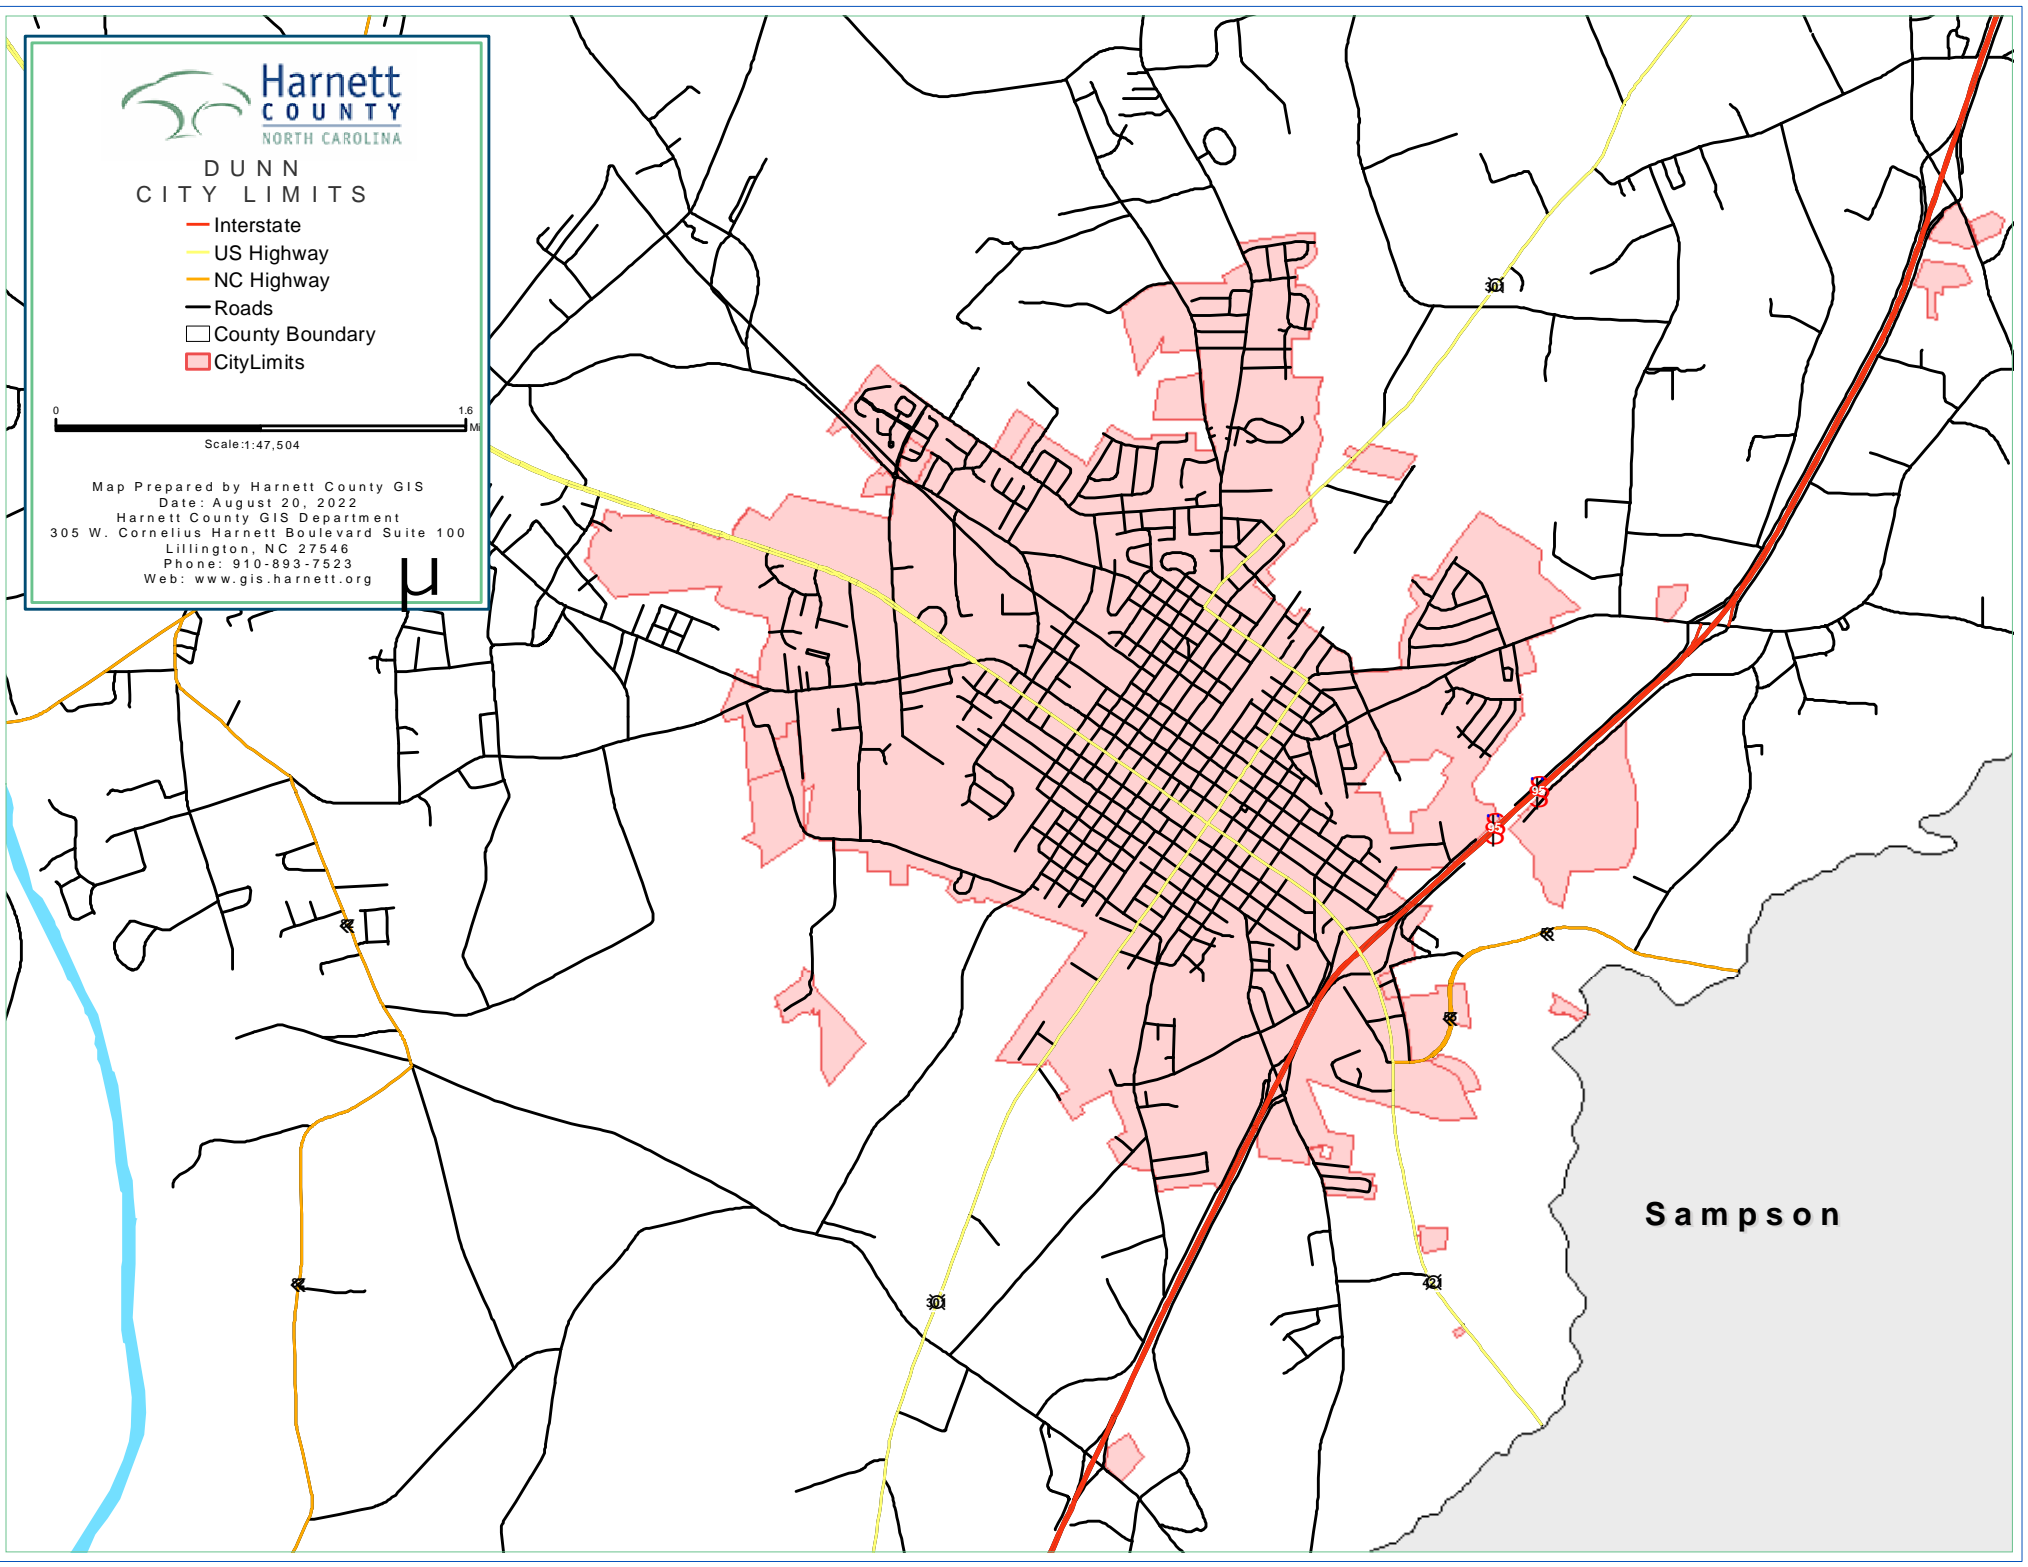 Harnett
COUNTY
NORTH CAROLINA
DUNN
CITY LIMITS
Interstate
US Highway
NC Highway
Roads
County Boundary
CityLimits
0 1.6
Mi
Scale:1:47,504
Map Prepared by Harnett County GIS
Date: August 20, 2022
Harnett County GIS Department
305 W. Cornelius Harnett Boulevard Suite 100
Lillington, NC 27546
Phone: 910-893-7523
Web: www.gis.harnett.org
µ
301
95
95
55
55
Sampson
421
301